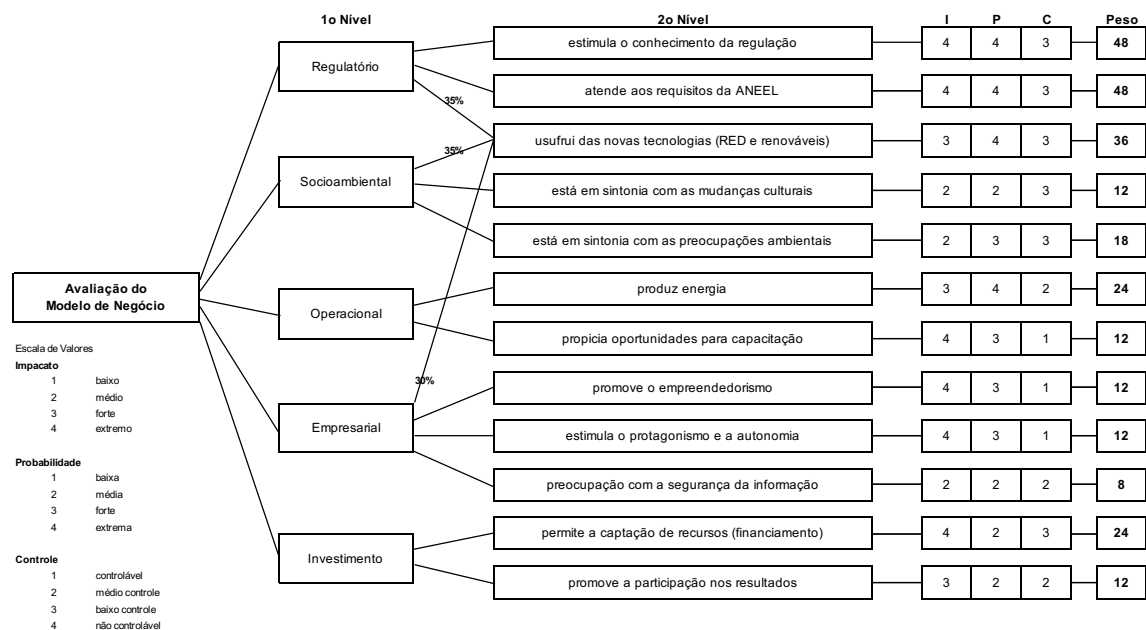 1o Nível 2o Nível I P C Peso
estimula o conhecimento da regulação 4 4 3 48
Regulatório
atende aos requisitos da ANEEL 4 4 3 48
35%
usufrui das novas tecnologias (RED e renováveis) 3 4 3 36
35%
Socioambiental
está em sintonia com as mudanças culturais 2 2 3 12
está em sintonia com as preocupações ambientais 2 3 3 18
Avaliação do
Modelo de Negócio
produz energia 3 4 2 24
Operacional
propicia oportunidades para capacitação 4 3 1 12
30%
promove o empreendedorismo 4 3 1 12
Empresarial
estimula o protagonismo e a autonomia 4 3 1 12
preocupação com a segurança da informação 2 2 2 8
permite a captação de recursos (financiamento) 4 2 3 24
Investimento
promove a participação nos resultados 3 2 2 12
Escala de Valores
Impacato
1 baixo
2 médio
3 forte
4 extremo
Probabilidade
1 baixa
2 média
3 forte
4 extrema
Controle
1 controlável
2 médio controle
3 baixo controle
4 não controlável